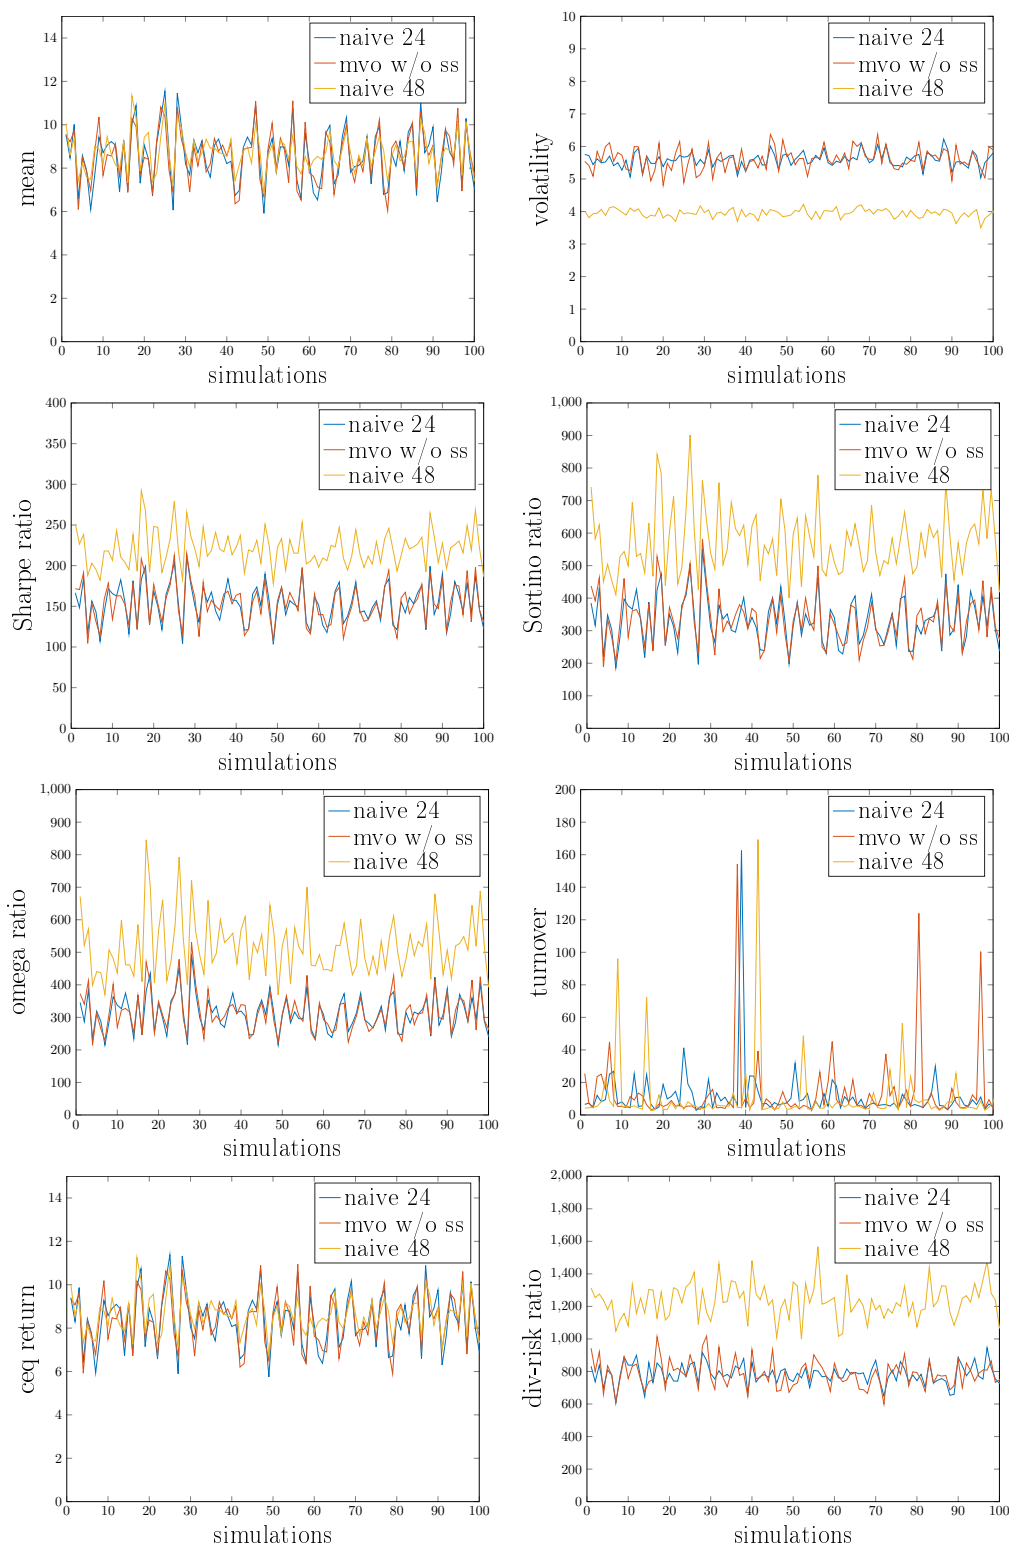 14
12
10
8
6
4
2
0
mean
0 10 20 30 40 50 60 70 80 90 100
simulations
naive 24
mvo w/o ss
naive 48
10
9
8
7
6
5
4
3
2
1
0
volatility
0 10 20 30 40 50 60 70 80 90 100
simulations
naive 24
mvo w/o ss
naive 48
400
350
300
250
200
150
100
50
0
Sharpe ratio
0 10 20 30 40 50 60 70 80 90 100
simulations
naive 24
mvo w/o ss
naive 48
1,000
900
800
700
600
500
400
300
200
100
0
Sortino ratio
0 10 20 30 40 50 60 70 80 90 100
simulations
naive 24
mvo w/o ss
naive 48
1,000
900
800
700
600
500
400
300
200
100
0
omega ratio
0 10 20 30 40 50 60 70 80 90 100
simulations
naive 24
mvo w/o ss
naive 48
200
180
160
140
120
100
80
60
40
20
0
turnover
0 10 20 30 40 50 60 70 80 90 100
simulations
naive 24
mvo w/o ss
naive 48
14
12
10
8
6
4
2
0
ceq return
0 10 20 30 40 50 60 70 80 90 100
simulations
naive 24
mvo w/o ss
naive 48
2,000
1,800
1,600
1,400
1,200
1,000
800
600
400
200
0
div-risk ratio
0 10 20 30 40 50 60 70 80 90 100
simulations
naive 24
mvo w/o ss
naive 48